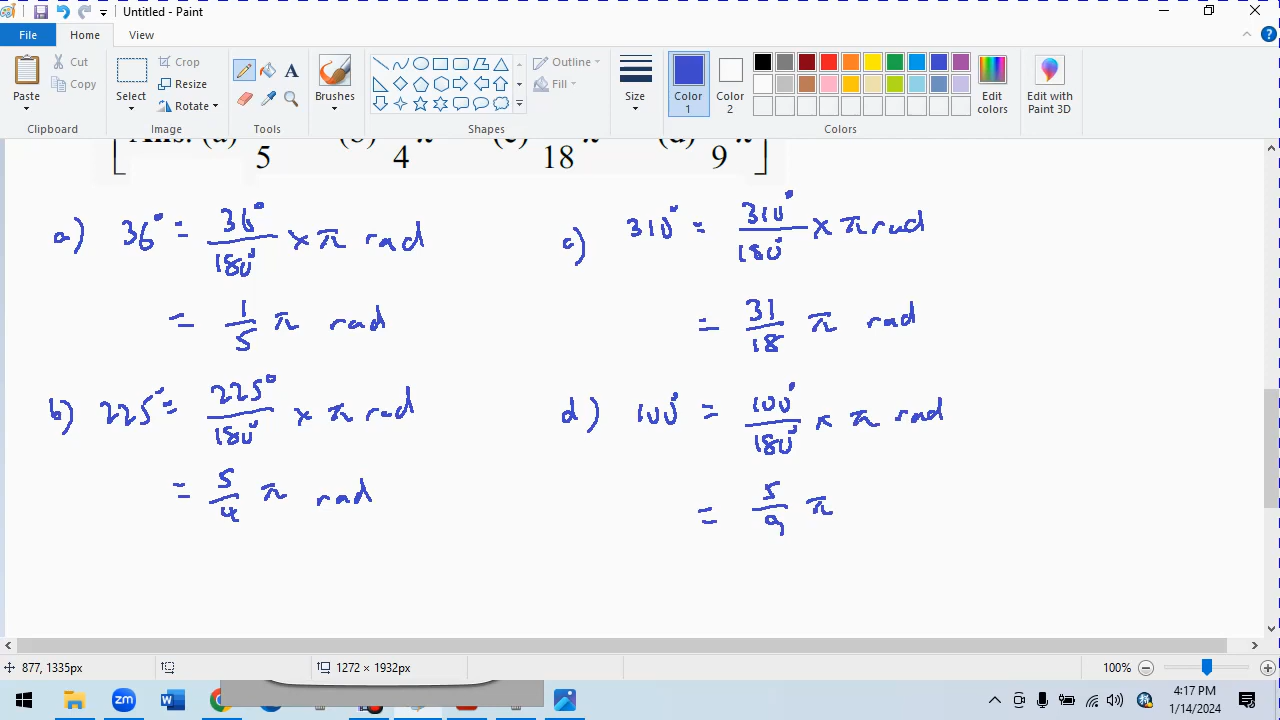 Untitled - Paint
File Home View
Paste
Cut
Copy
Clipboard
Select
Crop
Resize
Rotate
Image
Tools
Brushes
Shapes
Outline
Fill
Size
Color 1
Color 2
Colors
Edit colors
Edit with Paint 3D
5 4 18 9
a) 36° = 36°/180° × π rad
= 1/5 π rad
b) 225° = 225°/180° × π rad
= 5/4 π rad
c) 310° = 310°/180° × π rad
= 31/18 π rad
d) 100° = 100°/180° × π rad
= 5/9 π
877, 1335px
1272 × 1932px
100%
zm
W
4:17 PM
1/14/2024